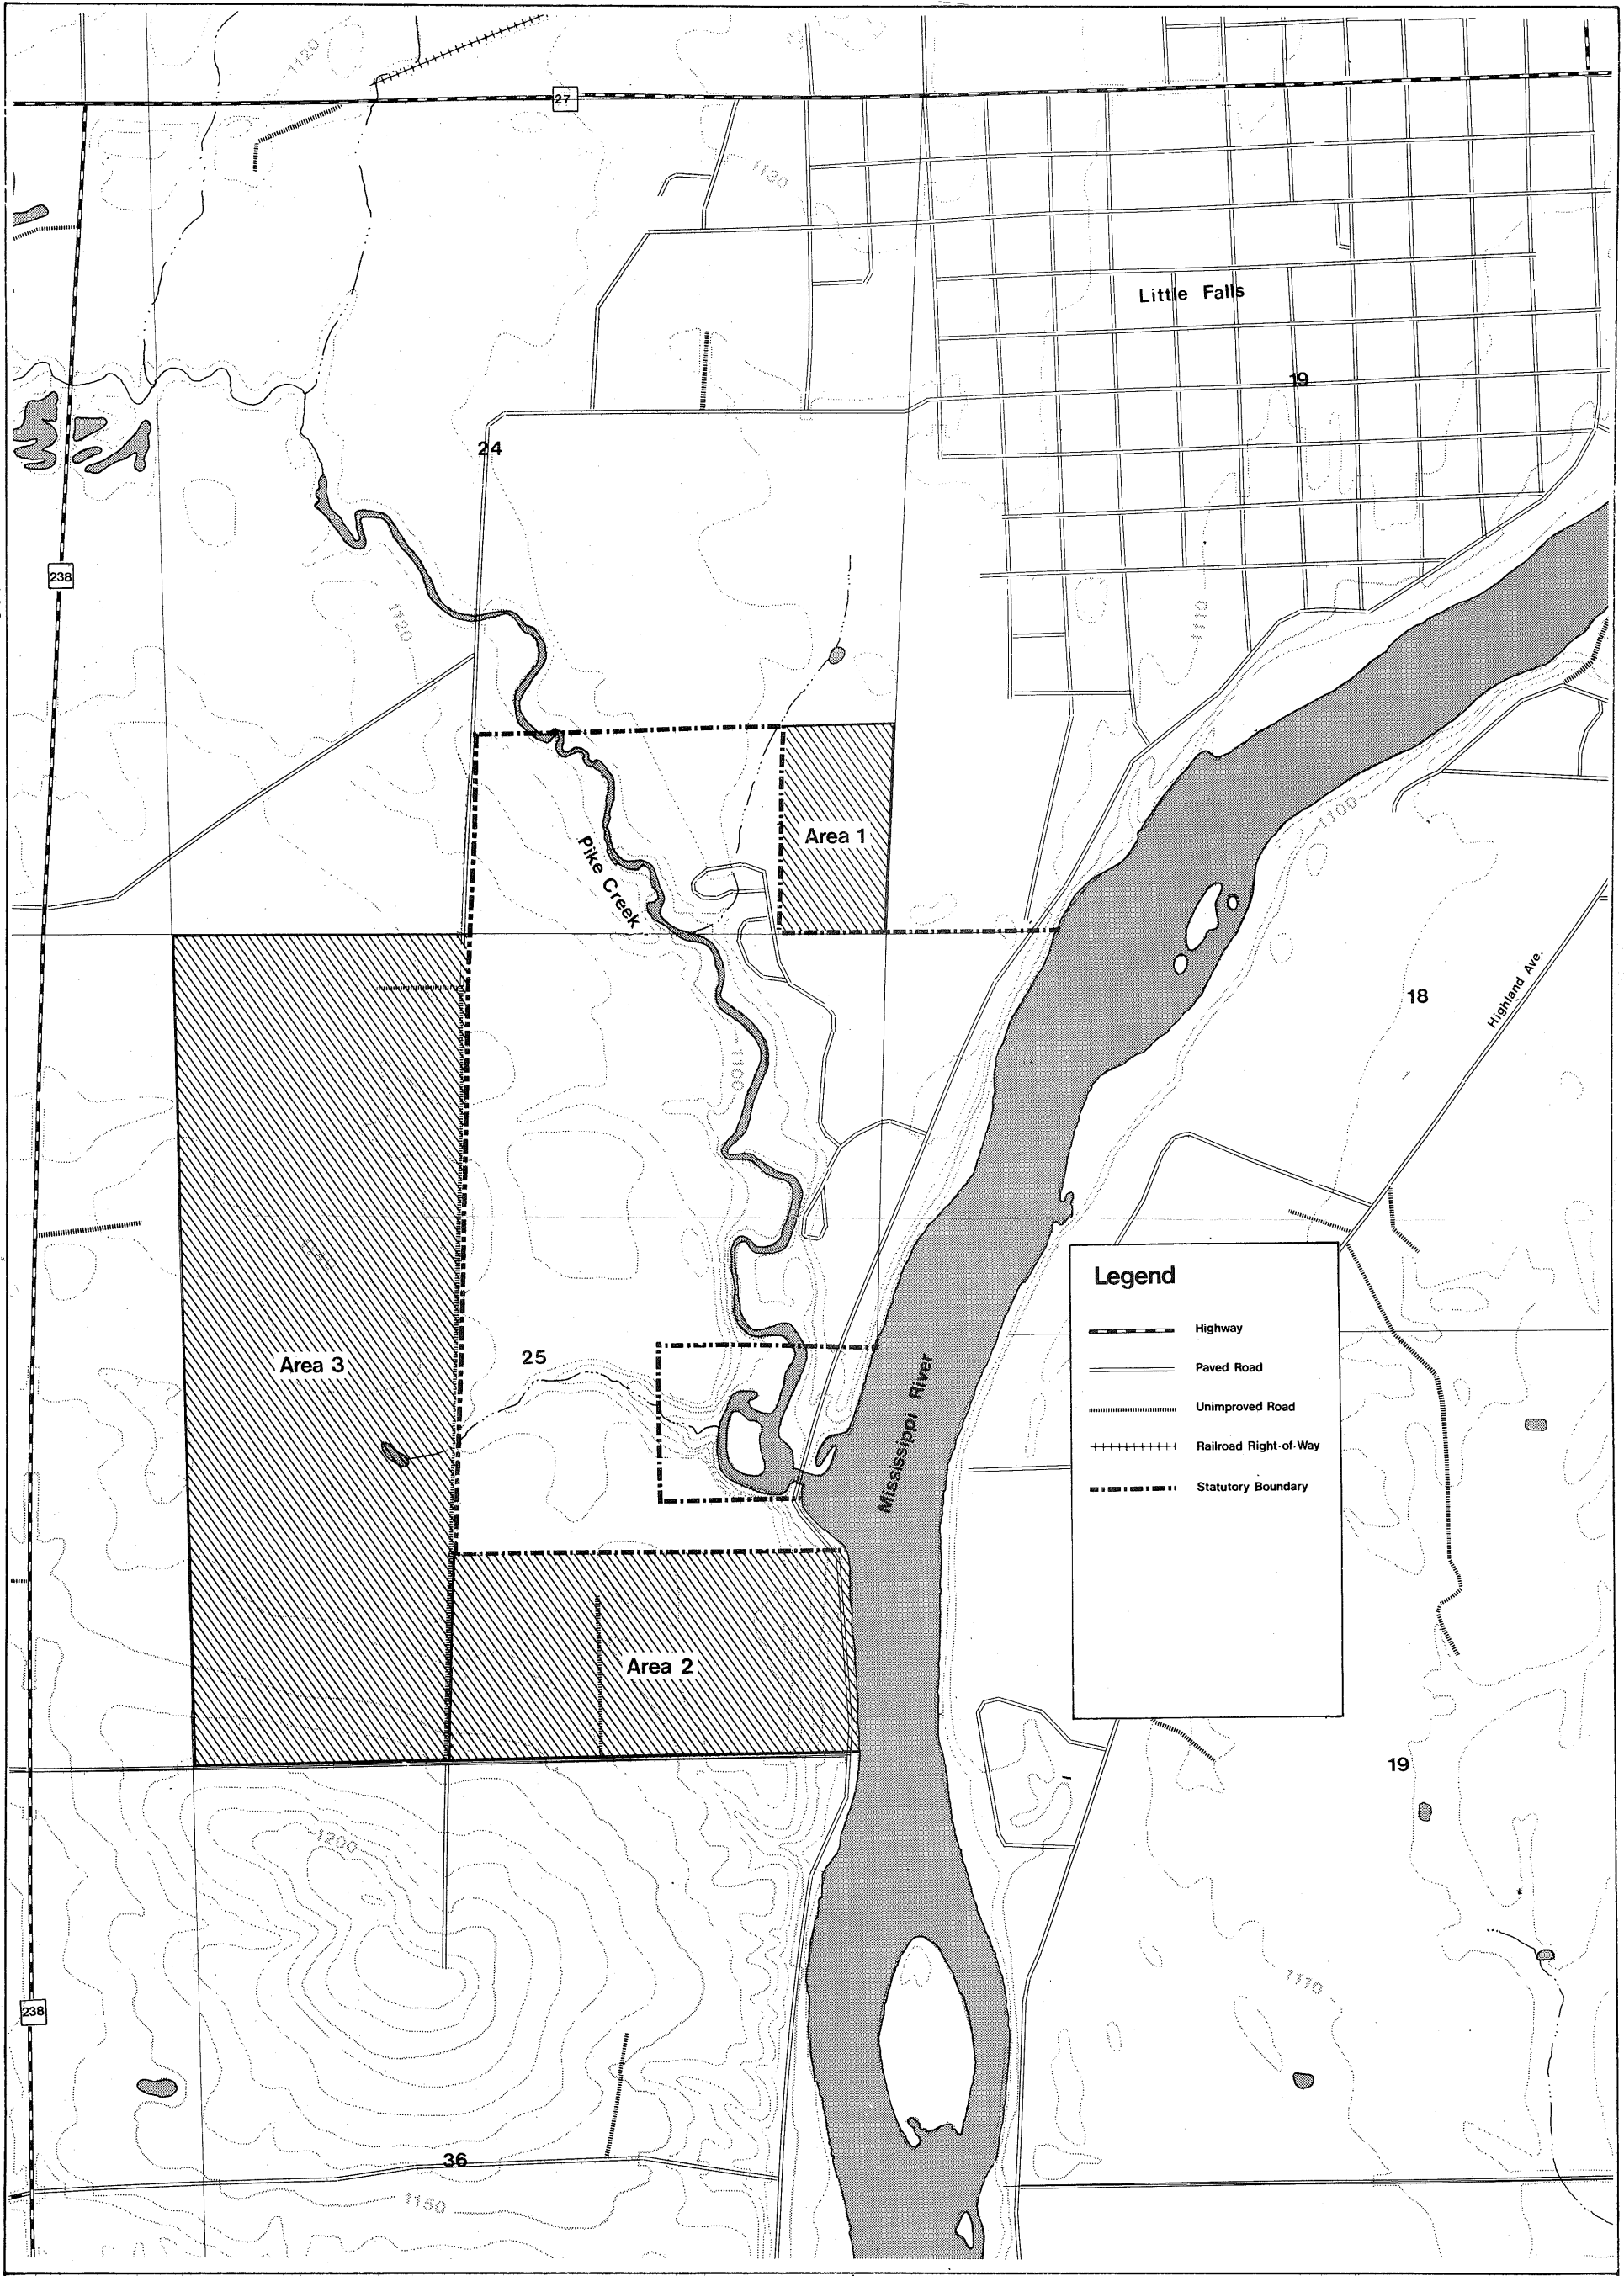 1120
27
1130
Little Falls
19
24
238
1120
1110
Area 1
Pike Creek
1100
18
Highland Ave.
1100
Legend
Highway
Paved Road
Unimproved Road
Railroad Right-of-Way
Statutory Boundary
Area 3
25
Mississippi River
Area 2
19
1200
1110
238
36
1150